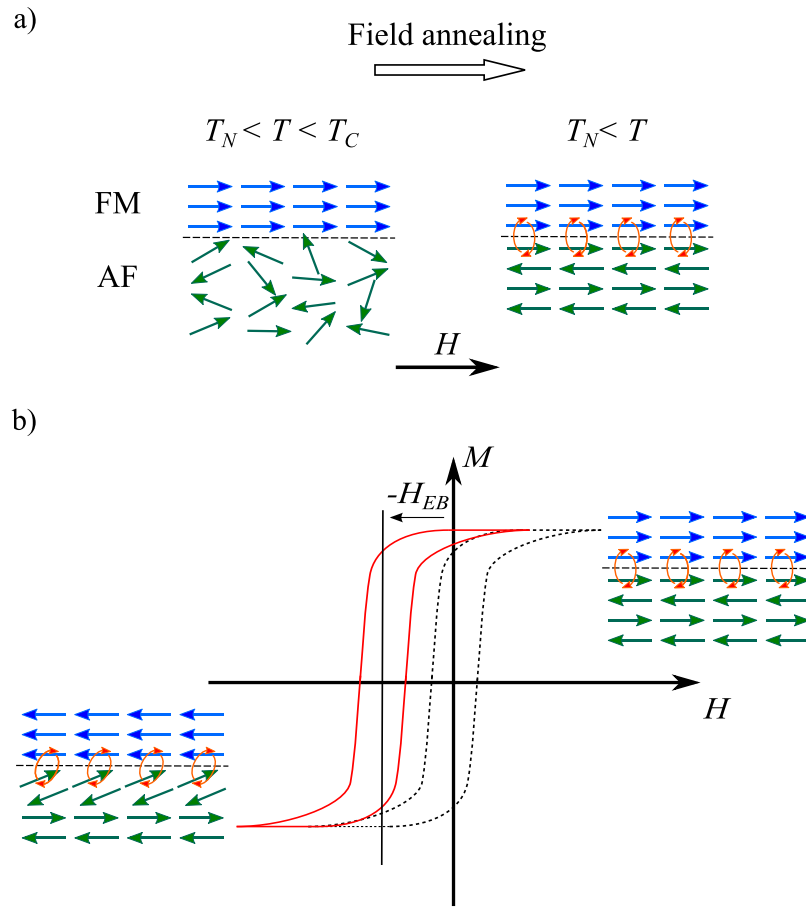 a)
Field annealing
T_N < T < T_C
T_N < T
FM
AF
H
b)
M
-H_EB
H